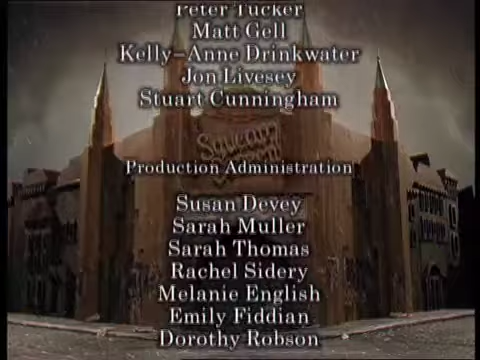 Peter Tucker
Matt Gell
Kelly–Anne Drinkwater
Jon Livesey
Stuart Cunningham
Production Administration
Susan Devey
Sarah Muller
Sarah Thomas
Rachel Sidery
Melanie English
Emily Fiddian
Dorothy Robson